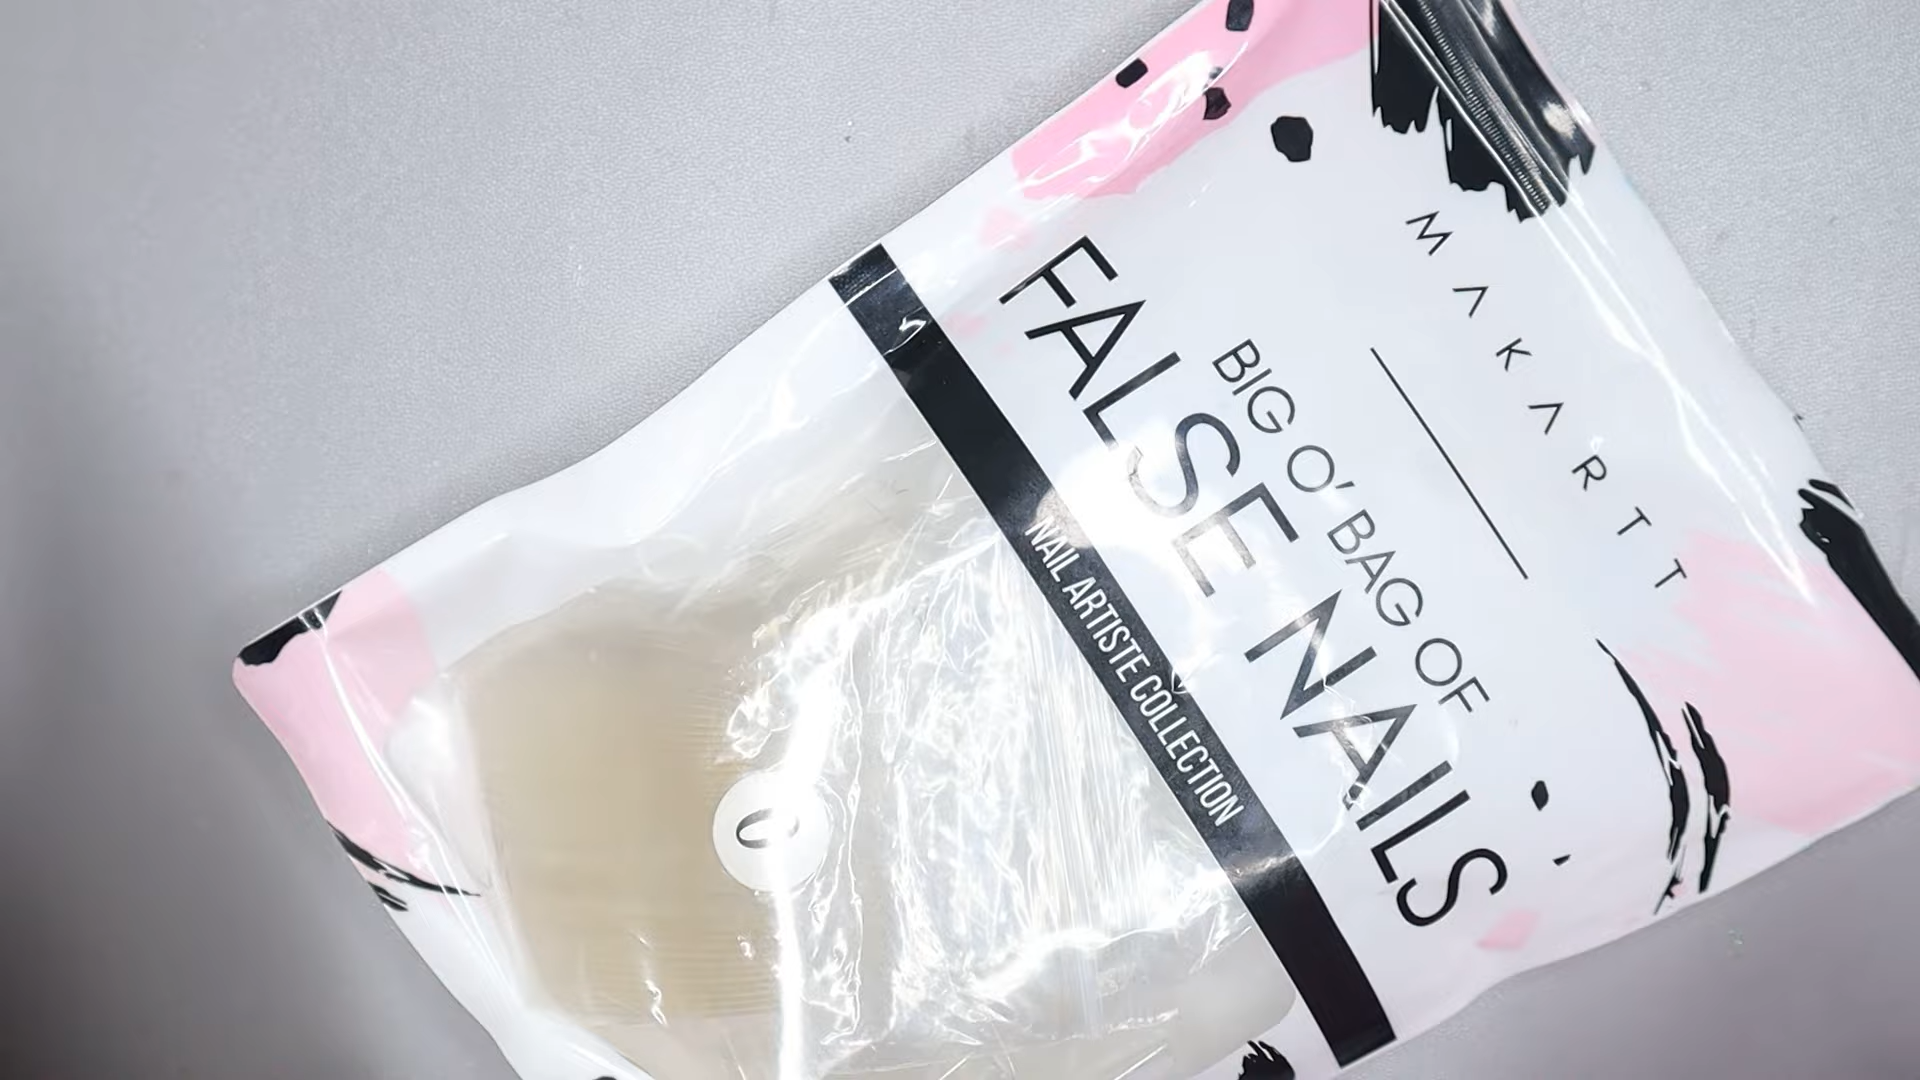 MAKARTT
BIG O' BAG OF
FALSE NAILS
NAIL ARTISTE COLLECTION
0